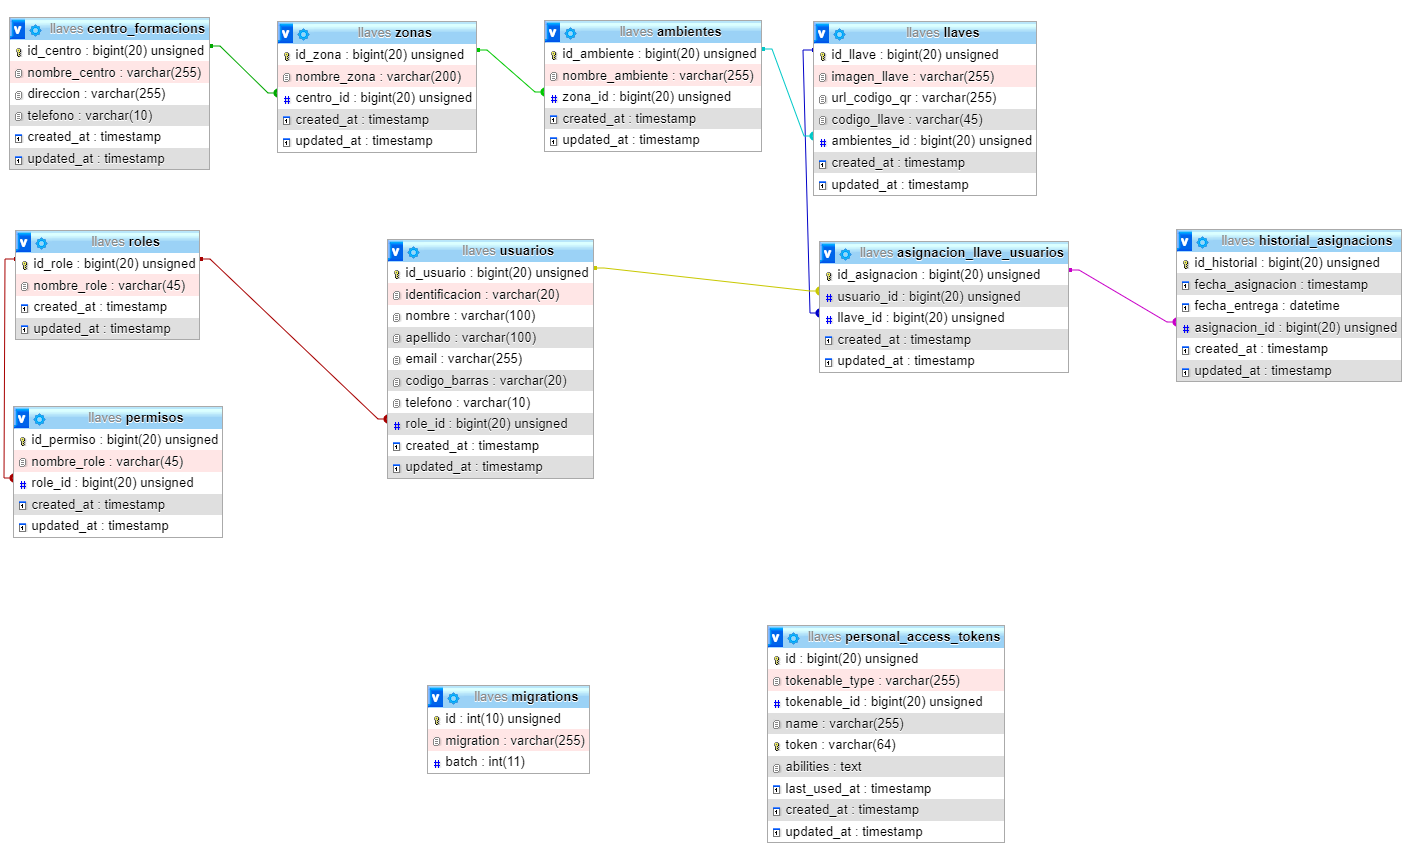 llaves centro_formacions
id_centro : bigint(20) unsigned
nombre_centro : varchar(255)
direccion : varchar(255)
telefono : varchar(10)
created_at : timestamp
updated_at : timestamp
llaves zonas
id_zona : bigint(20) unsigned
nombre_zona : varchar(200)
centro_id : bigint(20) unsigned
created_at : timestamp
updated_at : timestamp
llaves ambientes
id_ambiente : bigint(20) unsigned
nombre_ambiente : varchar(255)
zona_id : bigint(20) unsigned
created_at : timestamp
updated_at : timestamp
llaves llaves
id_llave : bigint(20) unsigned
imagen_llave : varchar(255)
url_codigo_qr : varchar(255)
codigo_llave : varchar(45)
ambientes_id : bigint(20) unsigned
created_at : timestamp
updated_at : timestamp
llaves roles
id_role : bigint(20) unsigned
nombre_role : varchar(45)
created_at : timestamp
updated_at : timestamp
llaves usuarios
id_usuario : bigint(20) unsigned
identificacion : varchar(20)
nombre : varchar(100)
apellido : varchar(100)
email : varchar(255)
codigo_barras : varchar(20)
telefono : varchar(10)
role_id : bigint(20) unsigned
created_at : timestamp
updated_at : timestamp
llaves asignacion_llave_usuarios
id_asignacion : bigint(20) unsigned
usuario_id : bigint(20) unsigned
llave_id : bigint(20) unsigned
created_at : timestamp
updated_at : timestamp
llaves historial_asignacions
id_historial : bigint(20) unsigned
fecha_asignacion : timestamp
fecha_entrega : datetime
asignacion_id : bigint(20) unsigned
created_at : timestamp
updated_at : timestamp
llaves permisos
id_permiso : bigint(20) unsigned
nombre_role : varchar(45)
role_id : bigint(20) unsigned
created_at : timestamp
updated_at : timestamp
llaves migrations
id : int(10) unsigned
migration : varchar(255)
batch : int(11)
llaves personal_access_tokens
id : bigint(20) unsigned
tokenable_type : varchar(255)
tokenable_id : bigint(20) unsigned
name : varchar(255)
token : varchar(64)
abilities : text
last_used_at : timestamp
created_at : timestamp
updated_at : timestamp